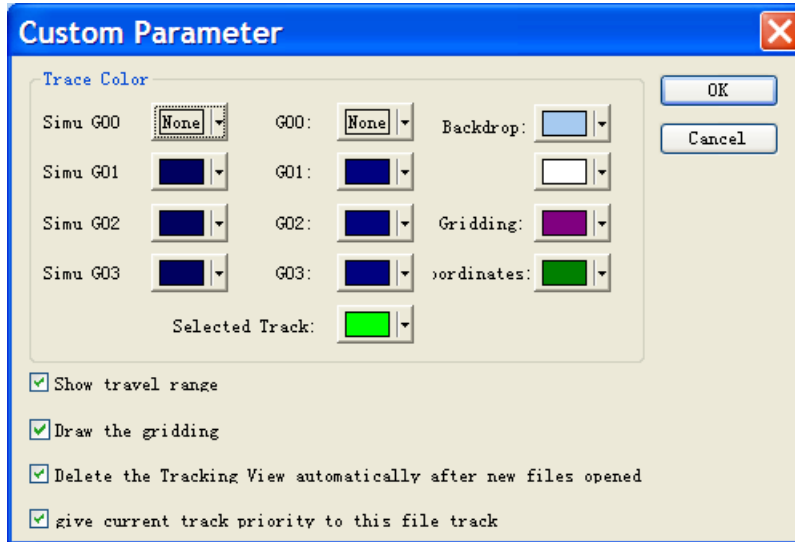 Custom Parameter
Trace Color
OK
Simu G00 None G00: None Backdrop:
Cancel
Simu G01 G01:
Simu G02 G02: Gridding:
Simu G03 G03: oordinates:
Selected Track:
Show travel range
Draw the gridding
Delete the Tracking View automatically after new files opened
give current track priority to this file track